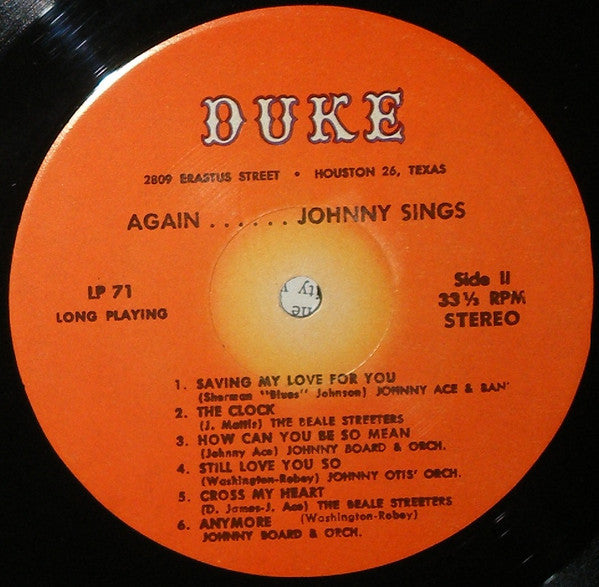 DUKE
2809 ERASTUS STREET • HOUSTON 26, TEXAS
AGAIN ...... JOHNNY SINGS
LP 71
LONG PLAYING
Side II
33⅓ RPM
STEREO
1. SAVING MY LOVE FOR YOU
(Sherman "Blues" Johnson) JOHNNY ACE & BAN'
2. THE CLOCK
(J. Mattis) THE BEALE STREETERS
3. HOW CAN YOU BE SO MEAN
(Johnny Ace) JOHNNY BOARD & ORCH.
4. STILL LOVE YOU SO
(Washington-Robey) JOHNNY OTIS' ORCH.
5. CROSS MY HEART
(D. James-J. Ace) THE BEALE STREETERS
6. ANYMORE (Washington-Robey)
JOHNNY BOARD & ORCH.